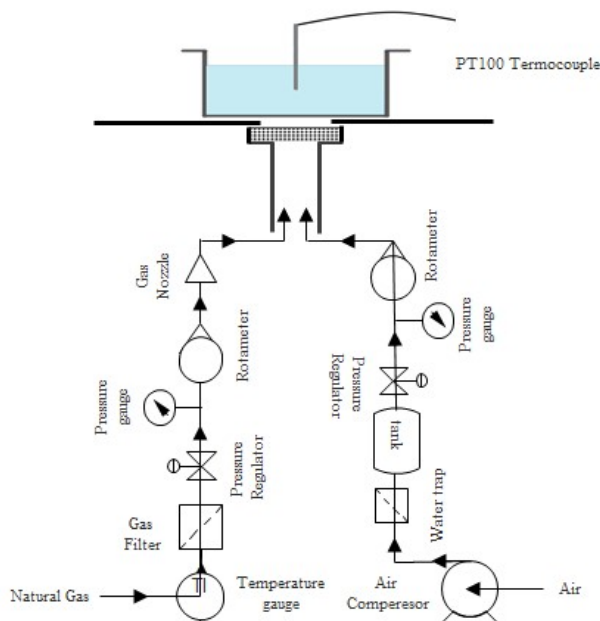 PT100 Termocouple
Gas
Nozzle
Rotameter
Rotameter
Pressure
gauge
Pressure
gauge
Pressure
Regulator
tank
Pressure
Regulator
Water trap
Gas
Filter
Natural Gas
Temperature
gauge
Air
Comperesor
Air